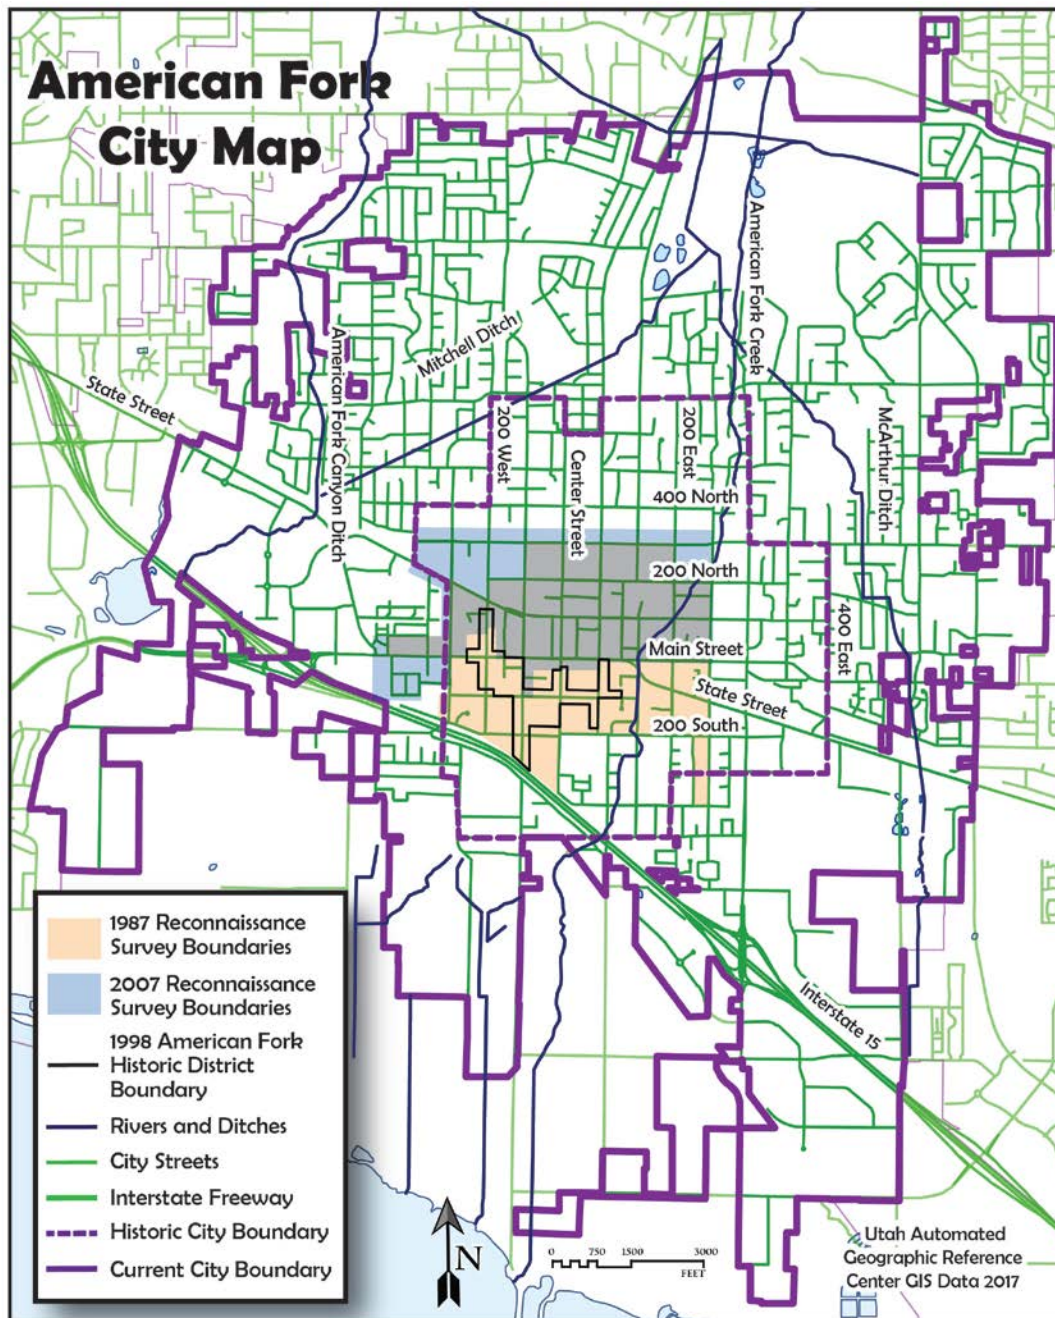 American Fork
City Map
American Fork Creek
State Street
American Fork Canyon Ditch
Mitchell Ditch
200 West
Center Street
200 East
400 North
McArthur Ditch
200 North
400 East
Main Street
State Street
200 South
Interstate 15
1987 Reconnaissance
Survey Boundaries
2007 Reconnaissance
Survey Boundaries
1998 American Fork
Historic District
Boundary
Rivers and Ditches
City Streets
Interstate Freeway
Historic City Boundary
Current City Boundary
N
0 750 1500 3000
FEET
Utah Automated
Geographic Reference
Center GIS Data 2017